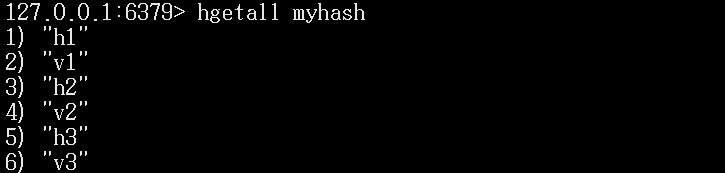 127.0.0.1:6379> hgetall myhash
1) "h1"
2) "v1"
3) "h2"
4) "v2"
5) "h3"
6) "v3"